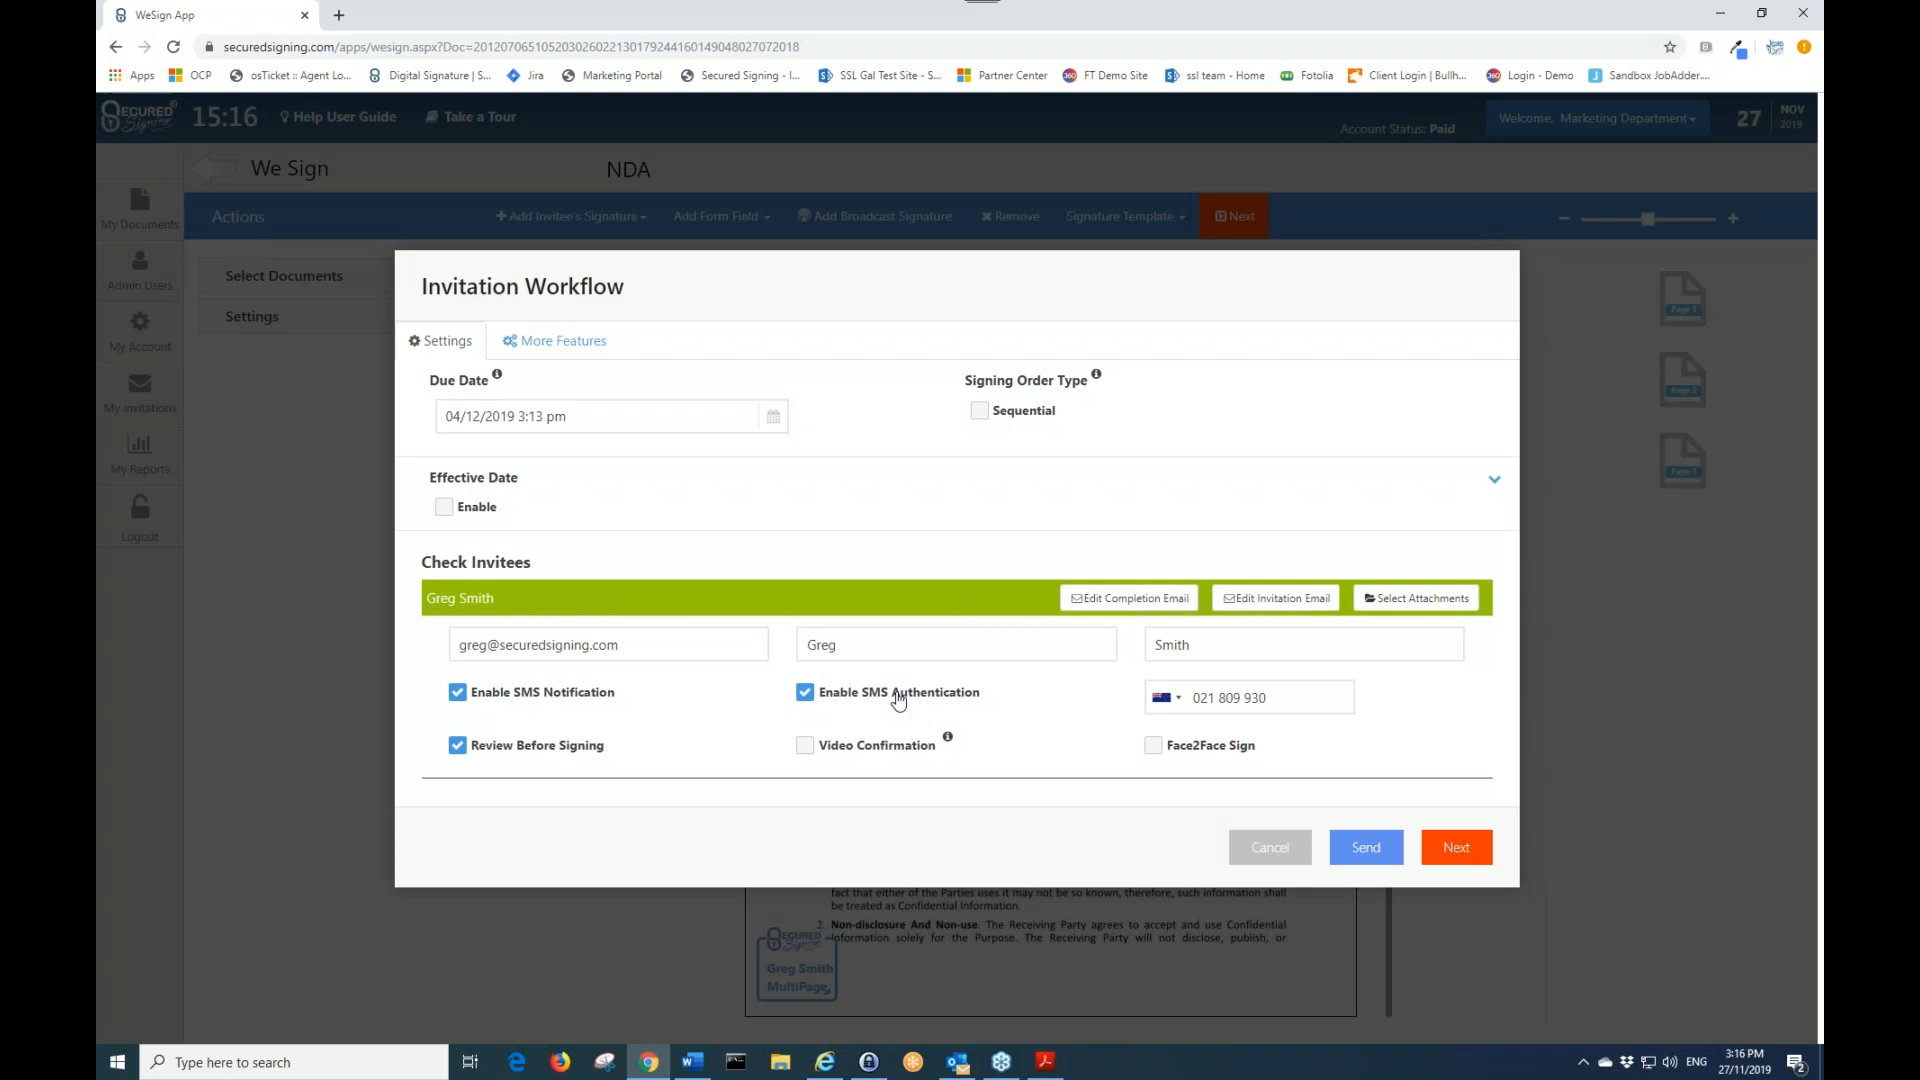 WeSign App
securedsigning.com/apps/wesign.aspx?Doc=201207065105203026022130179244160149048027072018
Apps OCP osTicket :: Agent Lo... Digital Signature | S... Jira Marketing Portal Secured Signing - I... SSL Gal Test Site - S... Partner Center FT Demo Site ssl team - Home Fotolia Client Login | Bullh... Login - Demo Sandbox JobAdder....
SECURED Signing 15:16 Help User Guide Take a Tour Account Status: Paid Welcome, Marketing Department 27 NOV 2019
We Sign NDA
Actions Add Invitee's Signature Add Form Field Add Broadcast Signature Remove Signature Template Next
My Documents
Admin Users
My Account
My Invitations
My Reports
Logout
Select Documents
Settings
Page 1
Page 2
Page 3
Invitation Workflow
Settings More Features
Due Date Signing Order Type
04/12/2019 3:13 pm Sequential
Effective Date
Enable
Check Invitees
Greg Smith Edit Completion Email Edit Invitation Email Select Attachments
greg@securedsigning.com Greg Smith
Enable SMS Notification Enable SMS Authentication 021 809 930
Review Before Signing Video Confirmation Face2Face Sign
Cancel Send Next
fact that either of the Parties uses it may not be so known, therefore, such information shall
be treated as Confidential Information.
2. Non-disclosure And Non-use. The Receiving Party agrees to accept and use Confidential
Information solely for the Purpose. The Receiving Party will not disclose, publish, or
SECURED Signing
Greg Smith
MultiPage
Type here to search
ENG 3:16 PM
27/11/2019
2